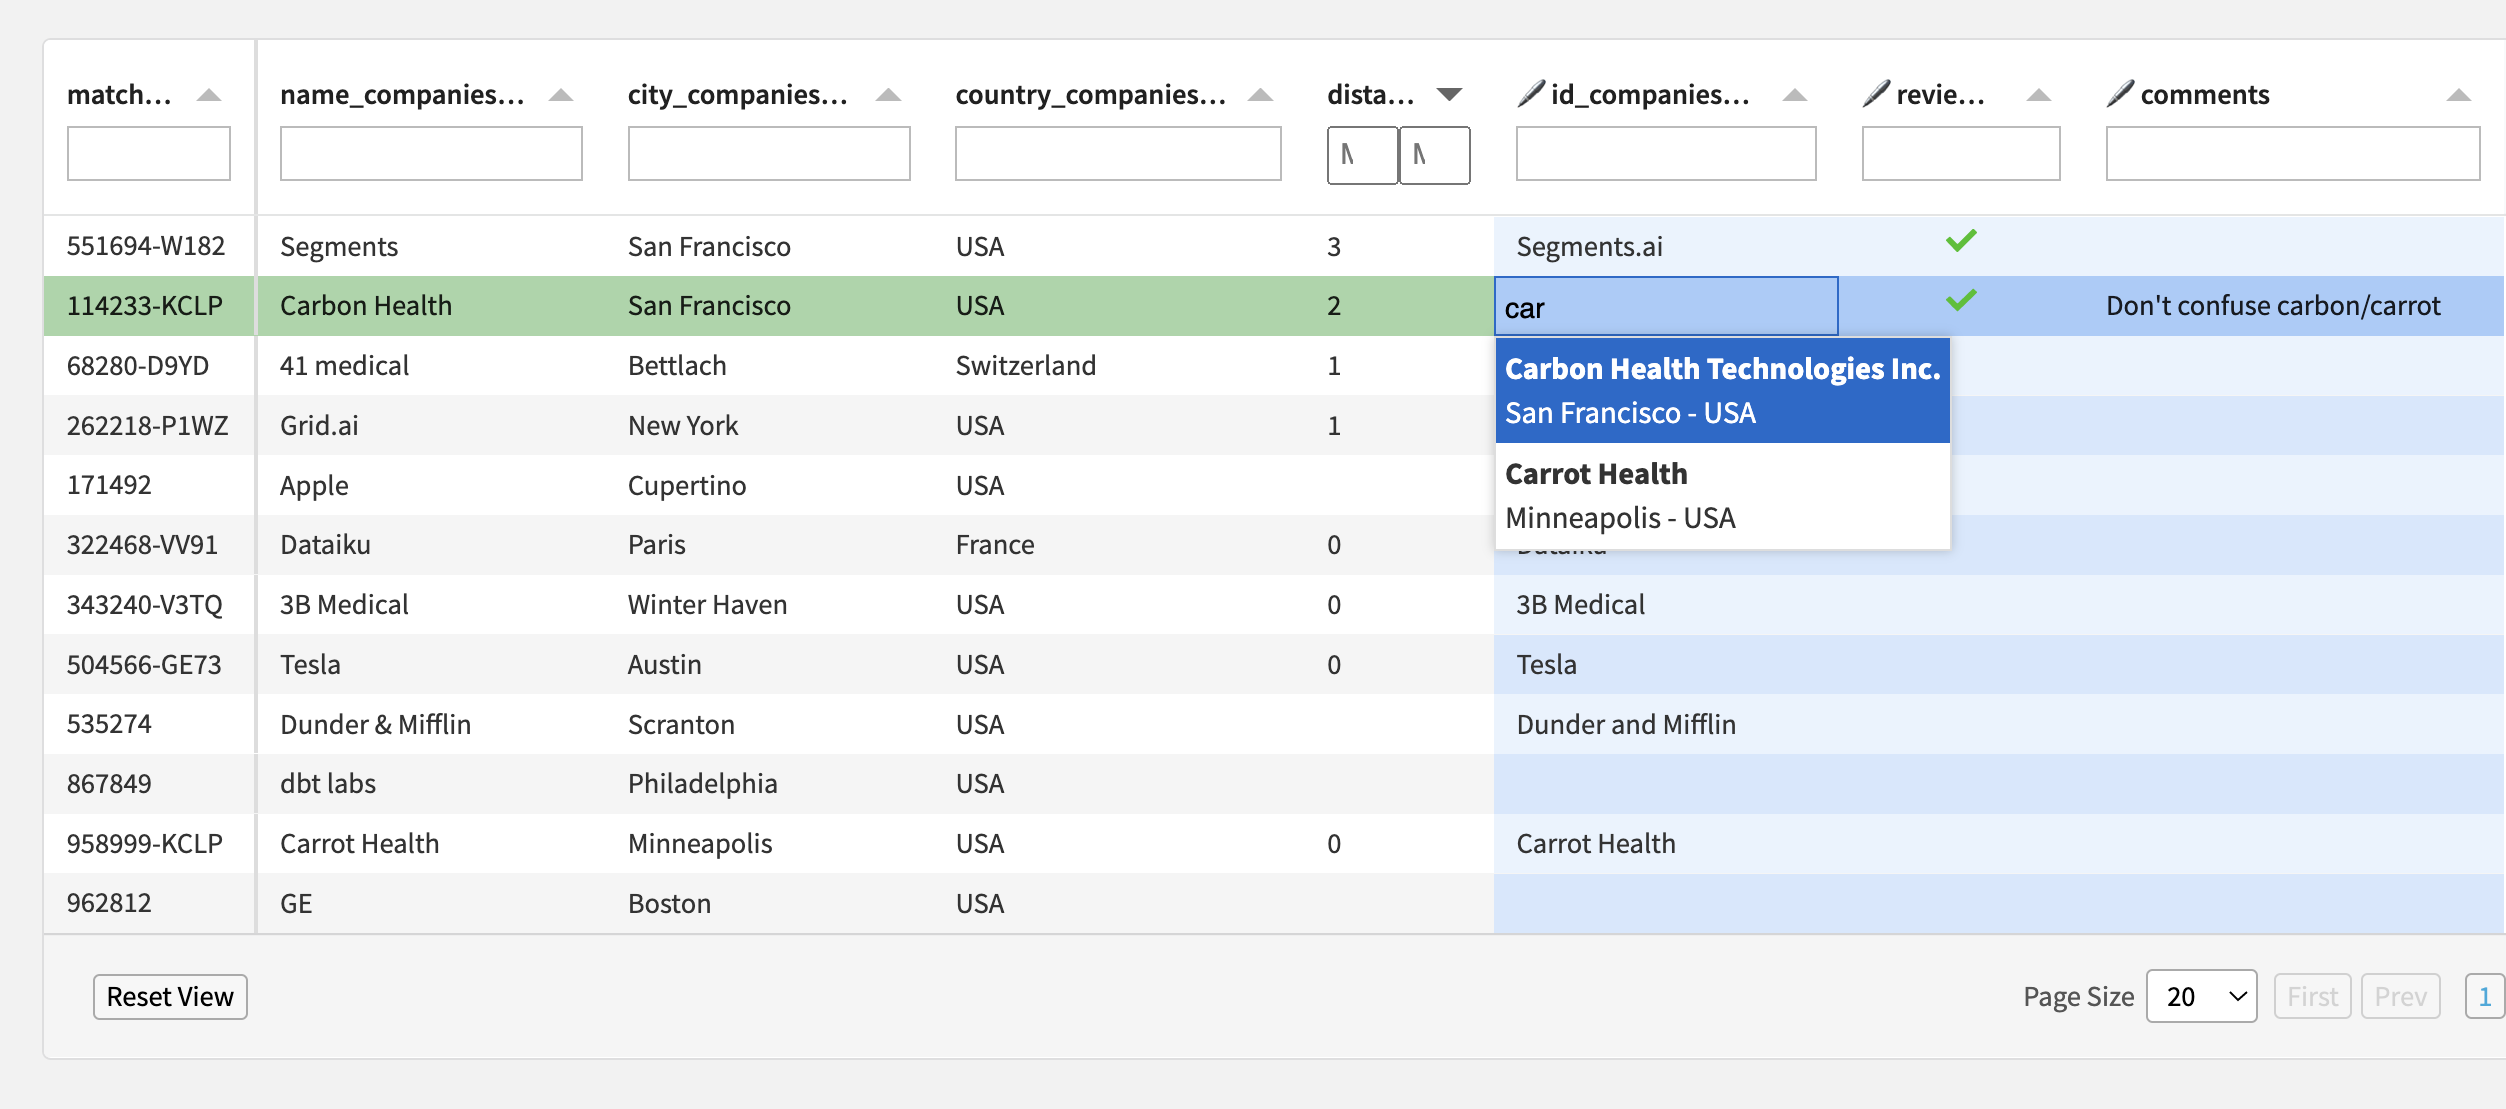 match... name_companies... city_companies... country_companies... dista... id_companies... revie... comments
551694-W182 Segments San Francisco USA 3 Segments.ai
114233-KCLP Carbon Health San Francisco USA 2 car Don't confuse carbon/carrot
68280-D9YD 41 medical Bettlach Switzerland 1
Carbon Health Technologies Inc.
San Francisco - USA
262218-P1WZ Grid.ai New York USA 1
171492 Apple Cupertino USA
Carrot Health
Minneapolis - USA
322468-VV91 Dataiku Paris France 0
343240-V3TQ 3B Medical Winter Haven USA 0 3B Medical
504566-GE73 Tesla Austin USA 0 Tesla
535274 Dunder & Mifflin Scranton USA Dunder and Mifflin
867849 dbt labs Philadelphia USA
958999-KCLP Carrot Health Minneapolis USA 0 Carrot Health
962812 GE Boston USA
Reset View Page Size 20 First Prev 1